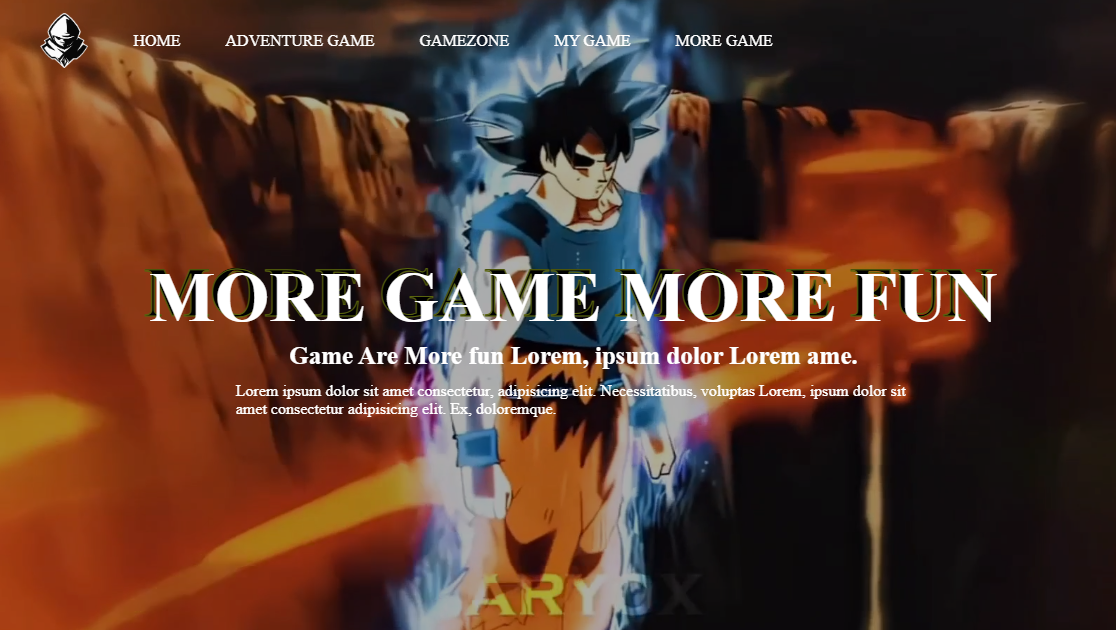 HOME ADVENTURE GAME GAMEZONE MY GAME MORE GAME
MORE GAME MORE FUN
Game Are More fun Lorem, ipsum dolor Lorem ame.
Lorem ipsum dolor sit amet consectetur, adipisicing elit. Necessitatibus, voluptas Lorem, ipsum dolor sit
amet consectetur adipisicing elit. Ex, doloremque.
ARYOX